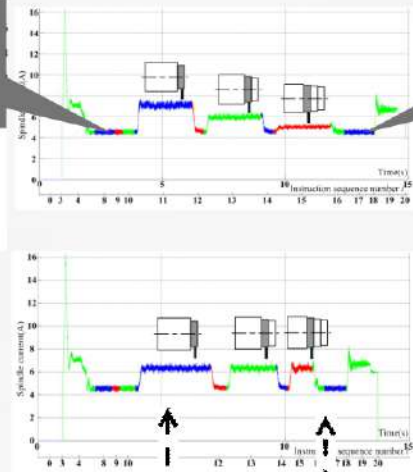 16
14
12
10
8
6
4
2
0
0 5 10 15
Time(s)
Instruction sequence number
0 3 4 8 9 10 11 12 13 14 15 16 17 18 19 20
Spindle current(A)
16
14
12
10
8
6
4
2
0
0 10 15
Time(s)
sequence number
0 3 4 8 9 10 12 13 14 15 7 18 20